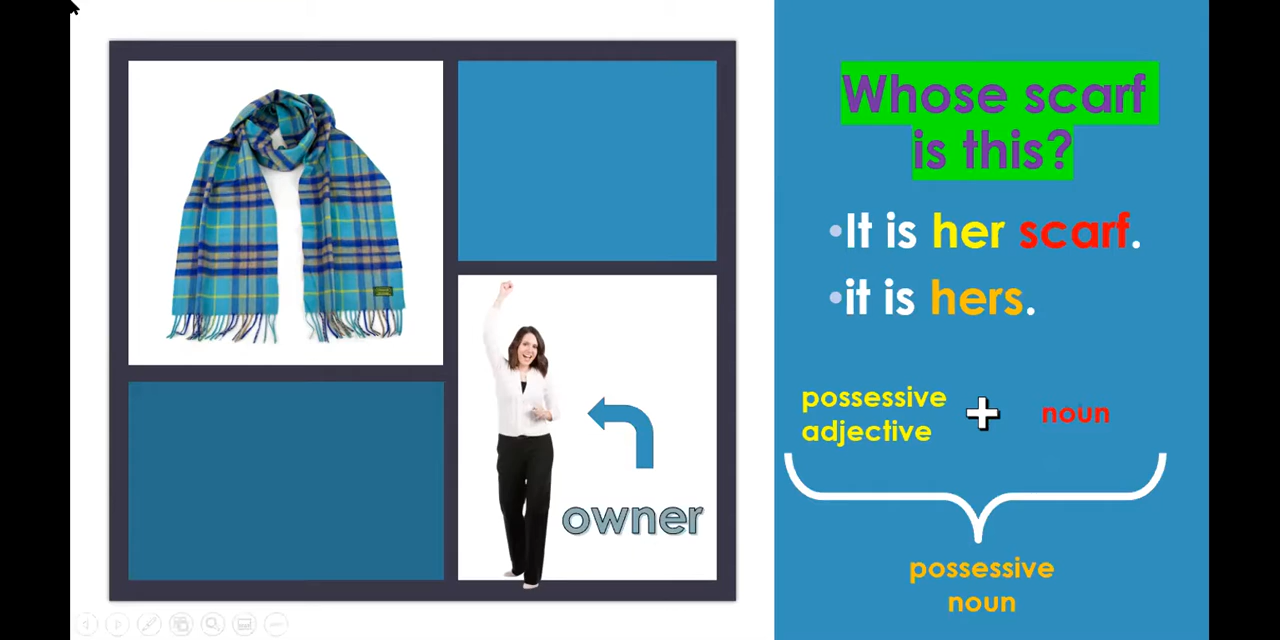 Whose scarf
is this?
•It is her scarf.
•it is hers.
possessive
adjective
noun
owner
possessive
noun